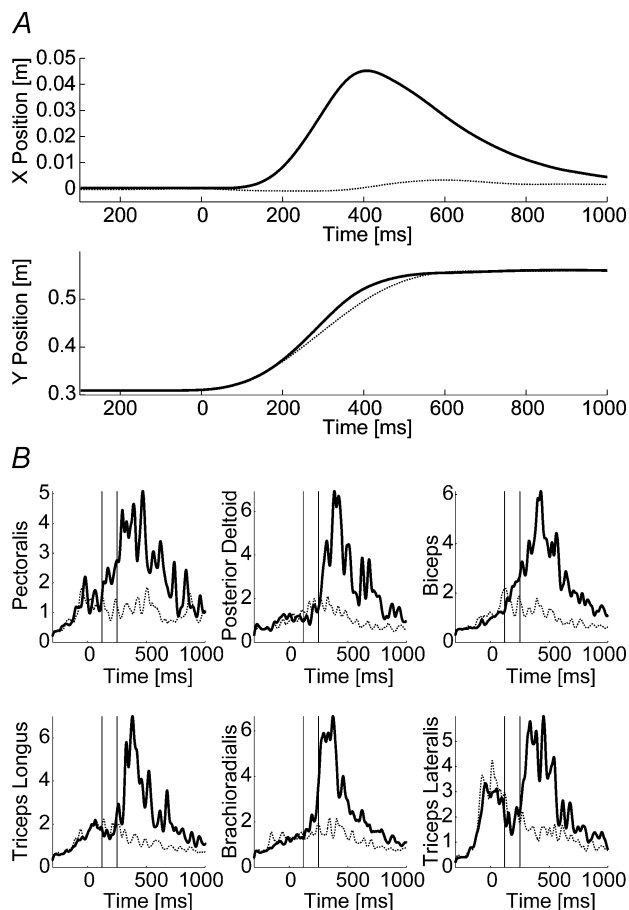 A
X Position [m]
0.05
0.04
0.03
0.02
0.01
0
200 0 200 400 600 800 1000
Time [ms]
Y Position [m]
0.5
0.4
0.3
200 0 200 400 600 800 1000
Time [ms]
B
Pectoralis
5
4
3
2
1
0
0 500 1000
Time [ms]
Posterior Deltoid
6
4
2
0
0 500 1000
Time [ms]
Biceps
6
4
2
0
0 500 1000
Time [ms]
Triceps Longus
6
4
2
0
0 500 1000
Time [ms]
Brachioradialis
6
4
2
0
0 500 1000
Time [ms]
Triceps Lateralis
5
4
3
2
1
0
0 500 1000
Time [ms]